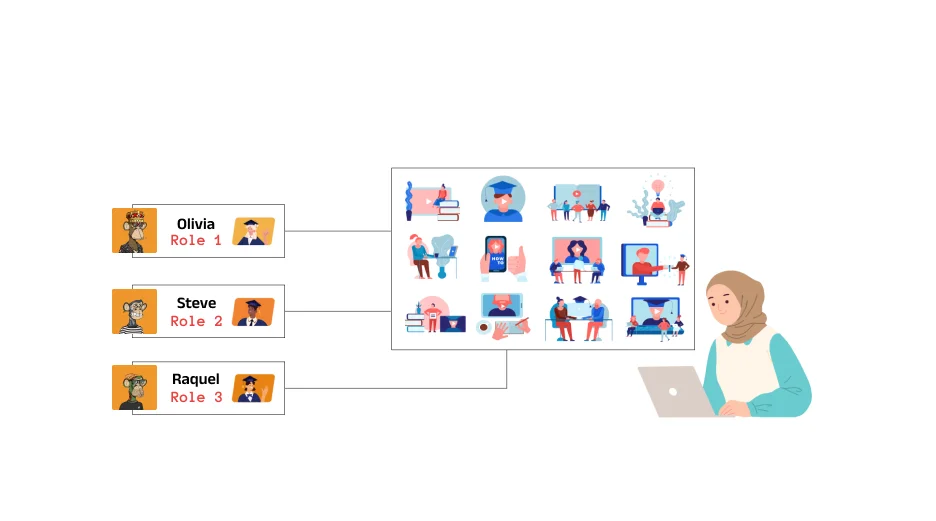 Olivia
Role 1
Steve
Role 2
Raquel
Role 3
HOW
TO